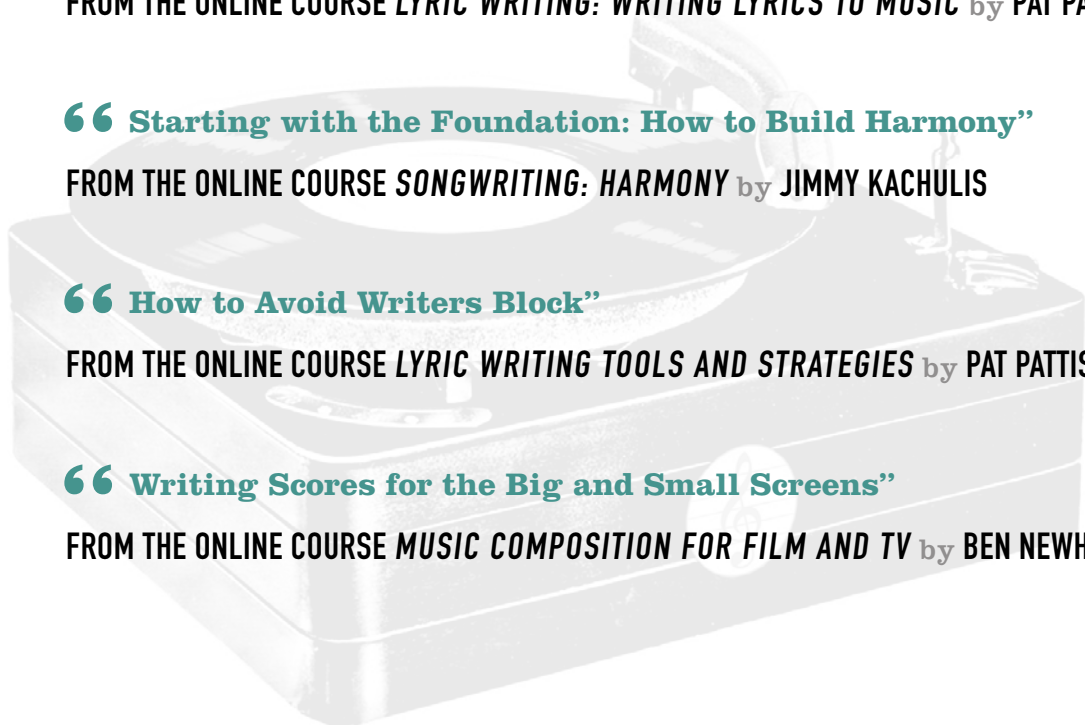 FROM THE ONLINE COURSE LYRIC WRITING: WRITING LYRICS TO MUSIC by PAT
“ Starting with the Foundation: How to Build Harmony”
FROM THE ONLINE COURSE SONGWRITING: HARMONY by JIMMY KACHULIS
“ How to Avoid Writers Block”
FROM THE ONLINE COURSE LYRIC WRITING TOOLS AND STRATEGIES by PAT
“ Writing Scores for the Big and Small Screens”
FROM THE ONLINE COURSE MUSIC COMPOSITION FOR FILM AND TV by BEN